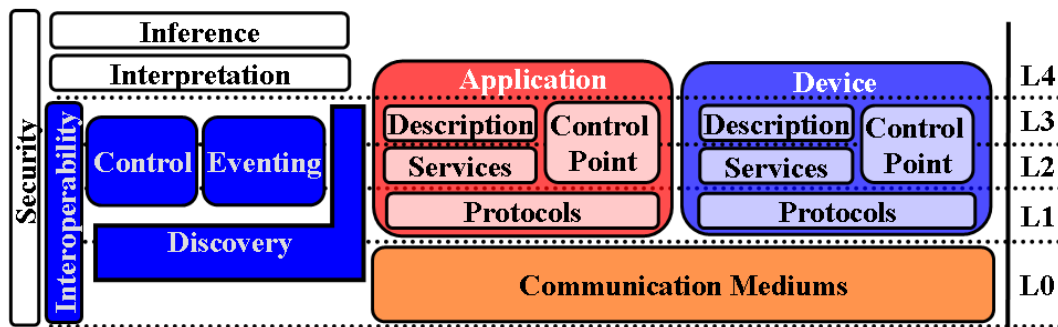 Security
Inference
Interpretation
Interoperability
Control
Eventing
Discovery
Application
Description
Services
Control
Point
Protocols
Device
Description
Services
Control
Point
Protocols
Communication Mediums
L4
L3
L2
L1
L0